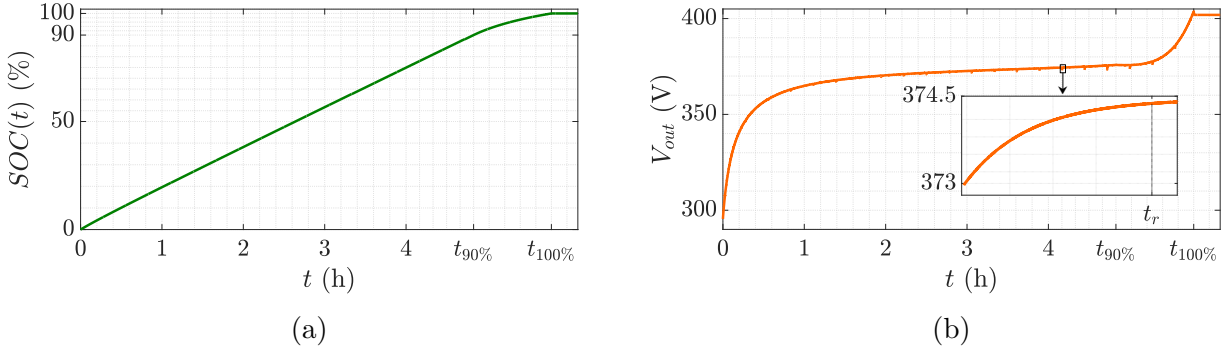 100
90
50
0
SOC(t) (%)
0 1 2 3 4 t90% t100%
t (h)
(a)
400
350
300
Vout (V)
374.5
373
tr
0 1 2 3 4 t90% t100%
t (h)
(b)